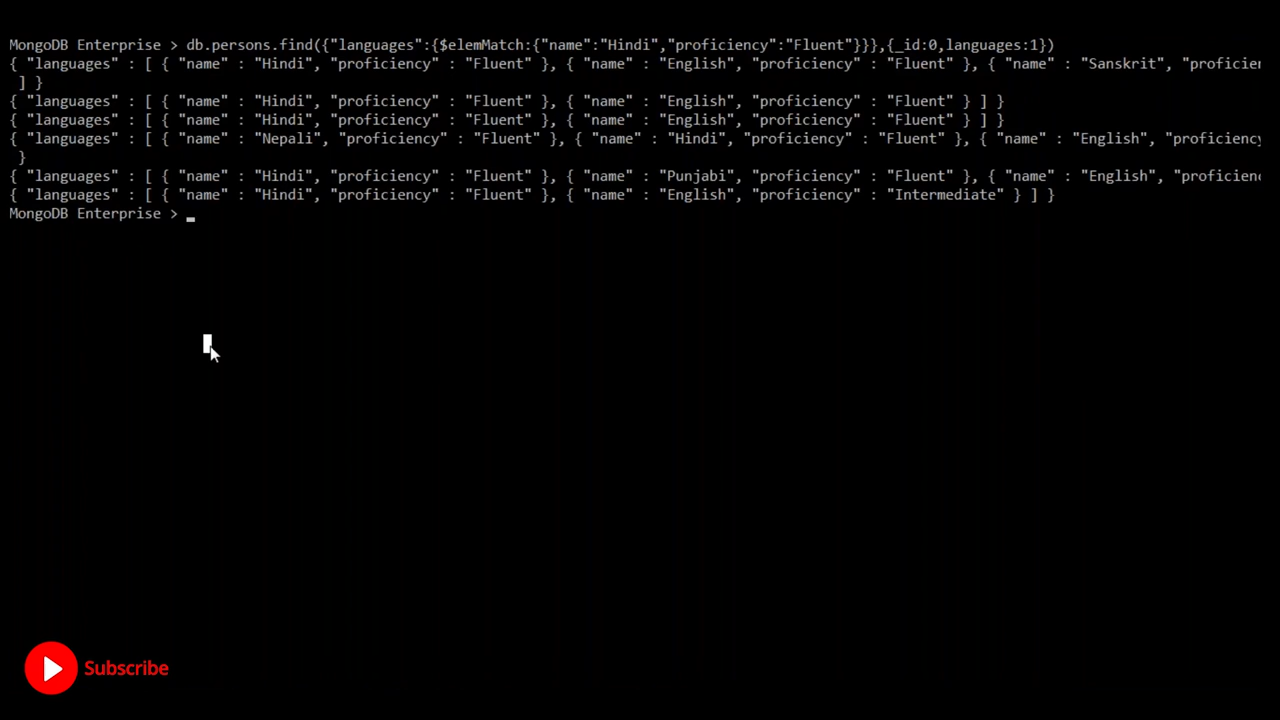 MongoDB Enterprise > db.persons.find({"languages":{$elemMatch:{"name":"Hindi","proficiency":"Fluent"}}},{_id:0,languages:1})
{ "languages" : [ { "name" : "Hindi", "proficiency" : "Fluent" }, { "name" : "English", "proficiency" : "Fluent" }, { "name" : "Sanskrit", "proficien
] }
{ "languages" : [ { "name" : "Hindi", "proficiency" : "Fluent" }, { "name" : "English", "proficiency" : "Fluent" } ] }
{ "languages" : [ { "name" : "Hindi", "proficiency" : "Fluent" }, { "name" : "English", "proficiency" : "Fluent" } ] }
{ "languages" : [ { "name" : "Nepali", "proficiency" : "Fluent" }, { "name" : "Hindi", "proficiency" : "Fluent" }, { "name" : "English", "proficiency
}
{ "languages" : [ { "name" : "Hindi", "proficiency" : "Fluent" }, { "name" : "Punjabi", "proficiency" : "Fluent" }, { "name" : "English", "proficienc
{ "languages" : [ { "name" : "Hindi", "proficiency" : "Fluent" }, { "name" : "English", "proficiency" : "Intermediate" } ] }
MongoDB Enterprise > _
Subscribe